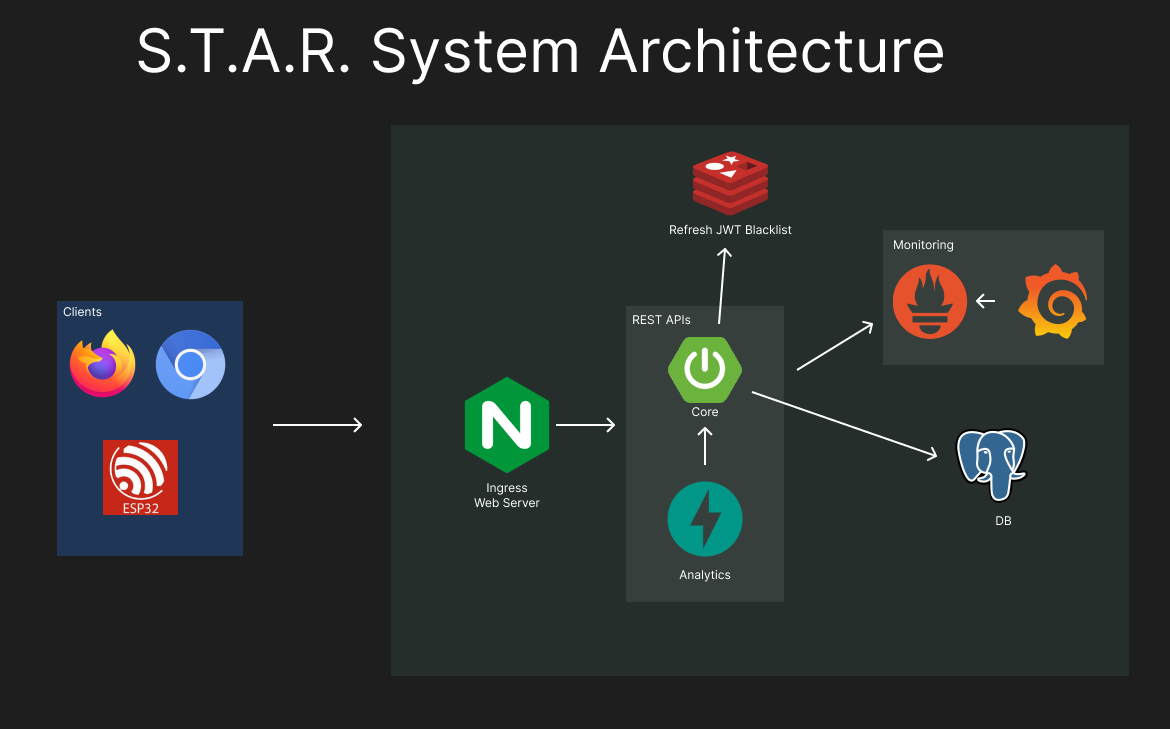 S.T.A.R. System Architecture
Clients
ESP32
Ingress
Web Server
Refresh JWT Blacklist
REST APIs
Core
Analytics
Monitoring
DB